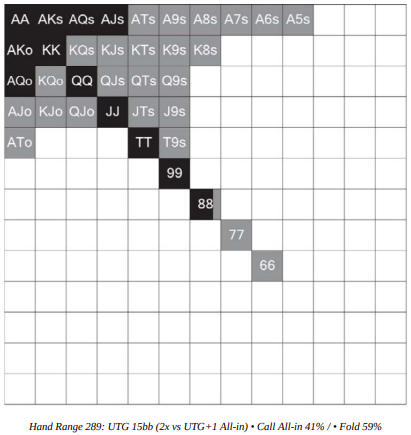 AA AKs AQs AJs ATs A9s A8s A7s A6s A5s
AKo KK KQs KJs KTs K9s K8s
AQo KQo QQ QJs QTs Q9s
AJo KJo QJo JJ JTs J9s
ATo TT T9s
99
88
77
66
Hand Range 289: UTG 15bb (2x vs UTG+1 All-in) • Call All-in 41% / • Fold 59%